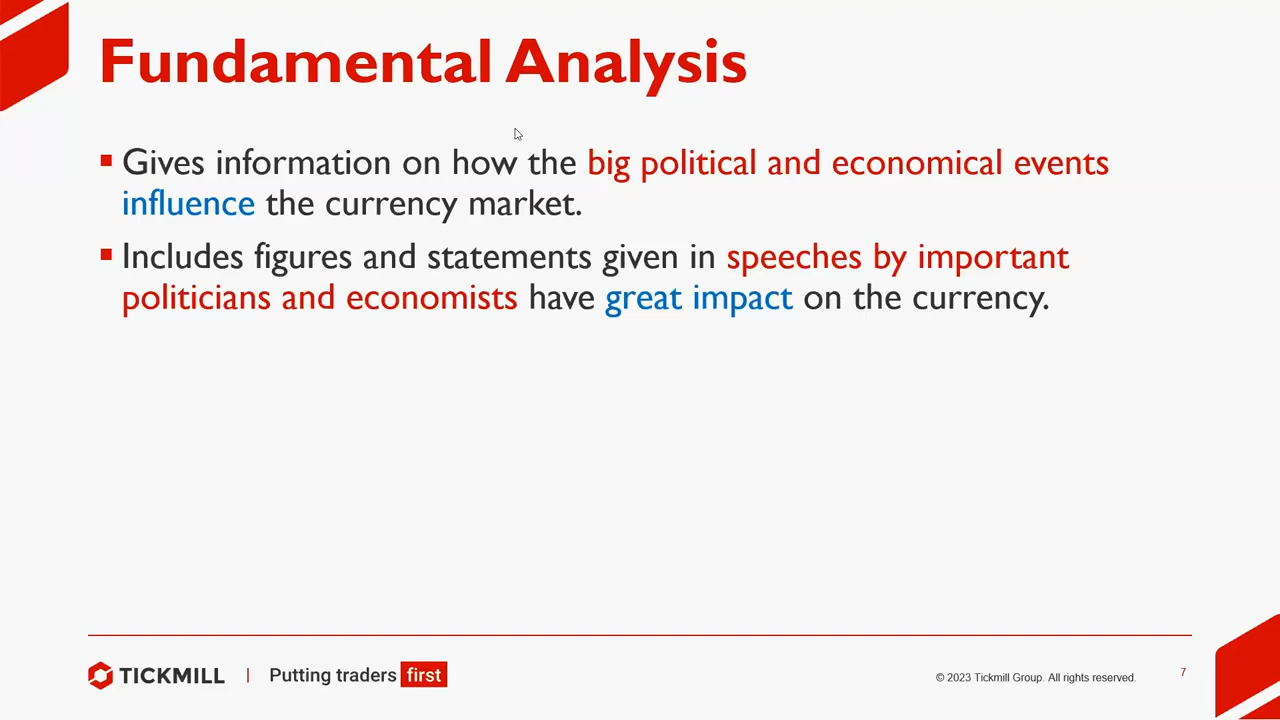 Fundamental Analysis
▪ Gives information on how the big political and economical events
influence the currency market.
▪ Includes figures and statements given in speeches by important
politicians and economists have great impact on the currency.
TICKMILL | Putting traders first
© 2023 Tickmill Group. All rights reserved.
7